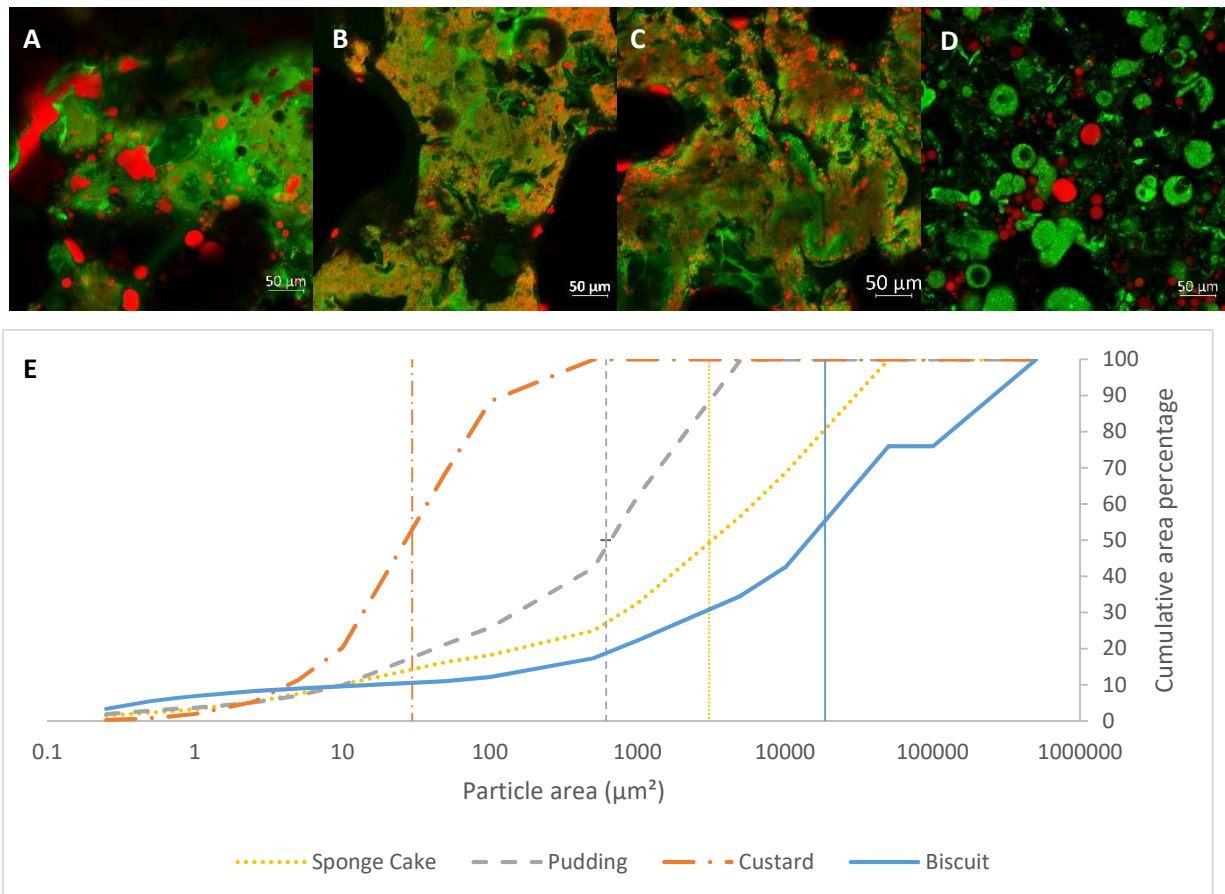 A B C D
50 µm 50 µm 50 µm 50 µm
E
100
90
80
70
60
50
40
30
20
10
0
Cumulative area percentage
0.1 1 10 100 1000 10000 100000 1000000
Particle area (µm²)
Sponge Cake Pudding Custard Biscuit